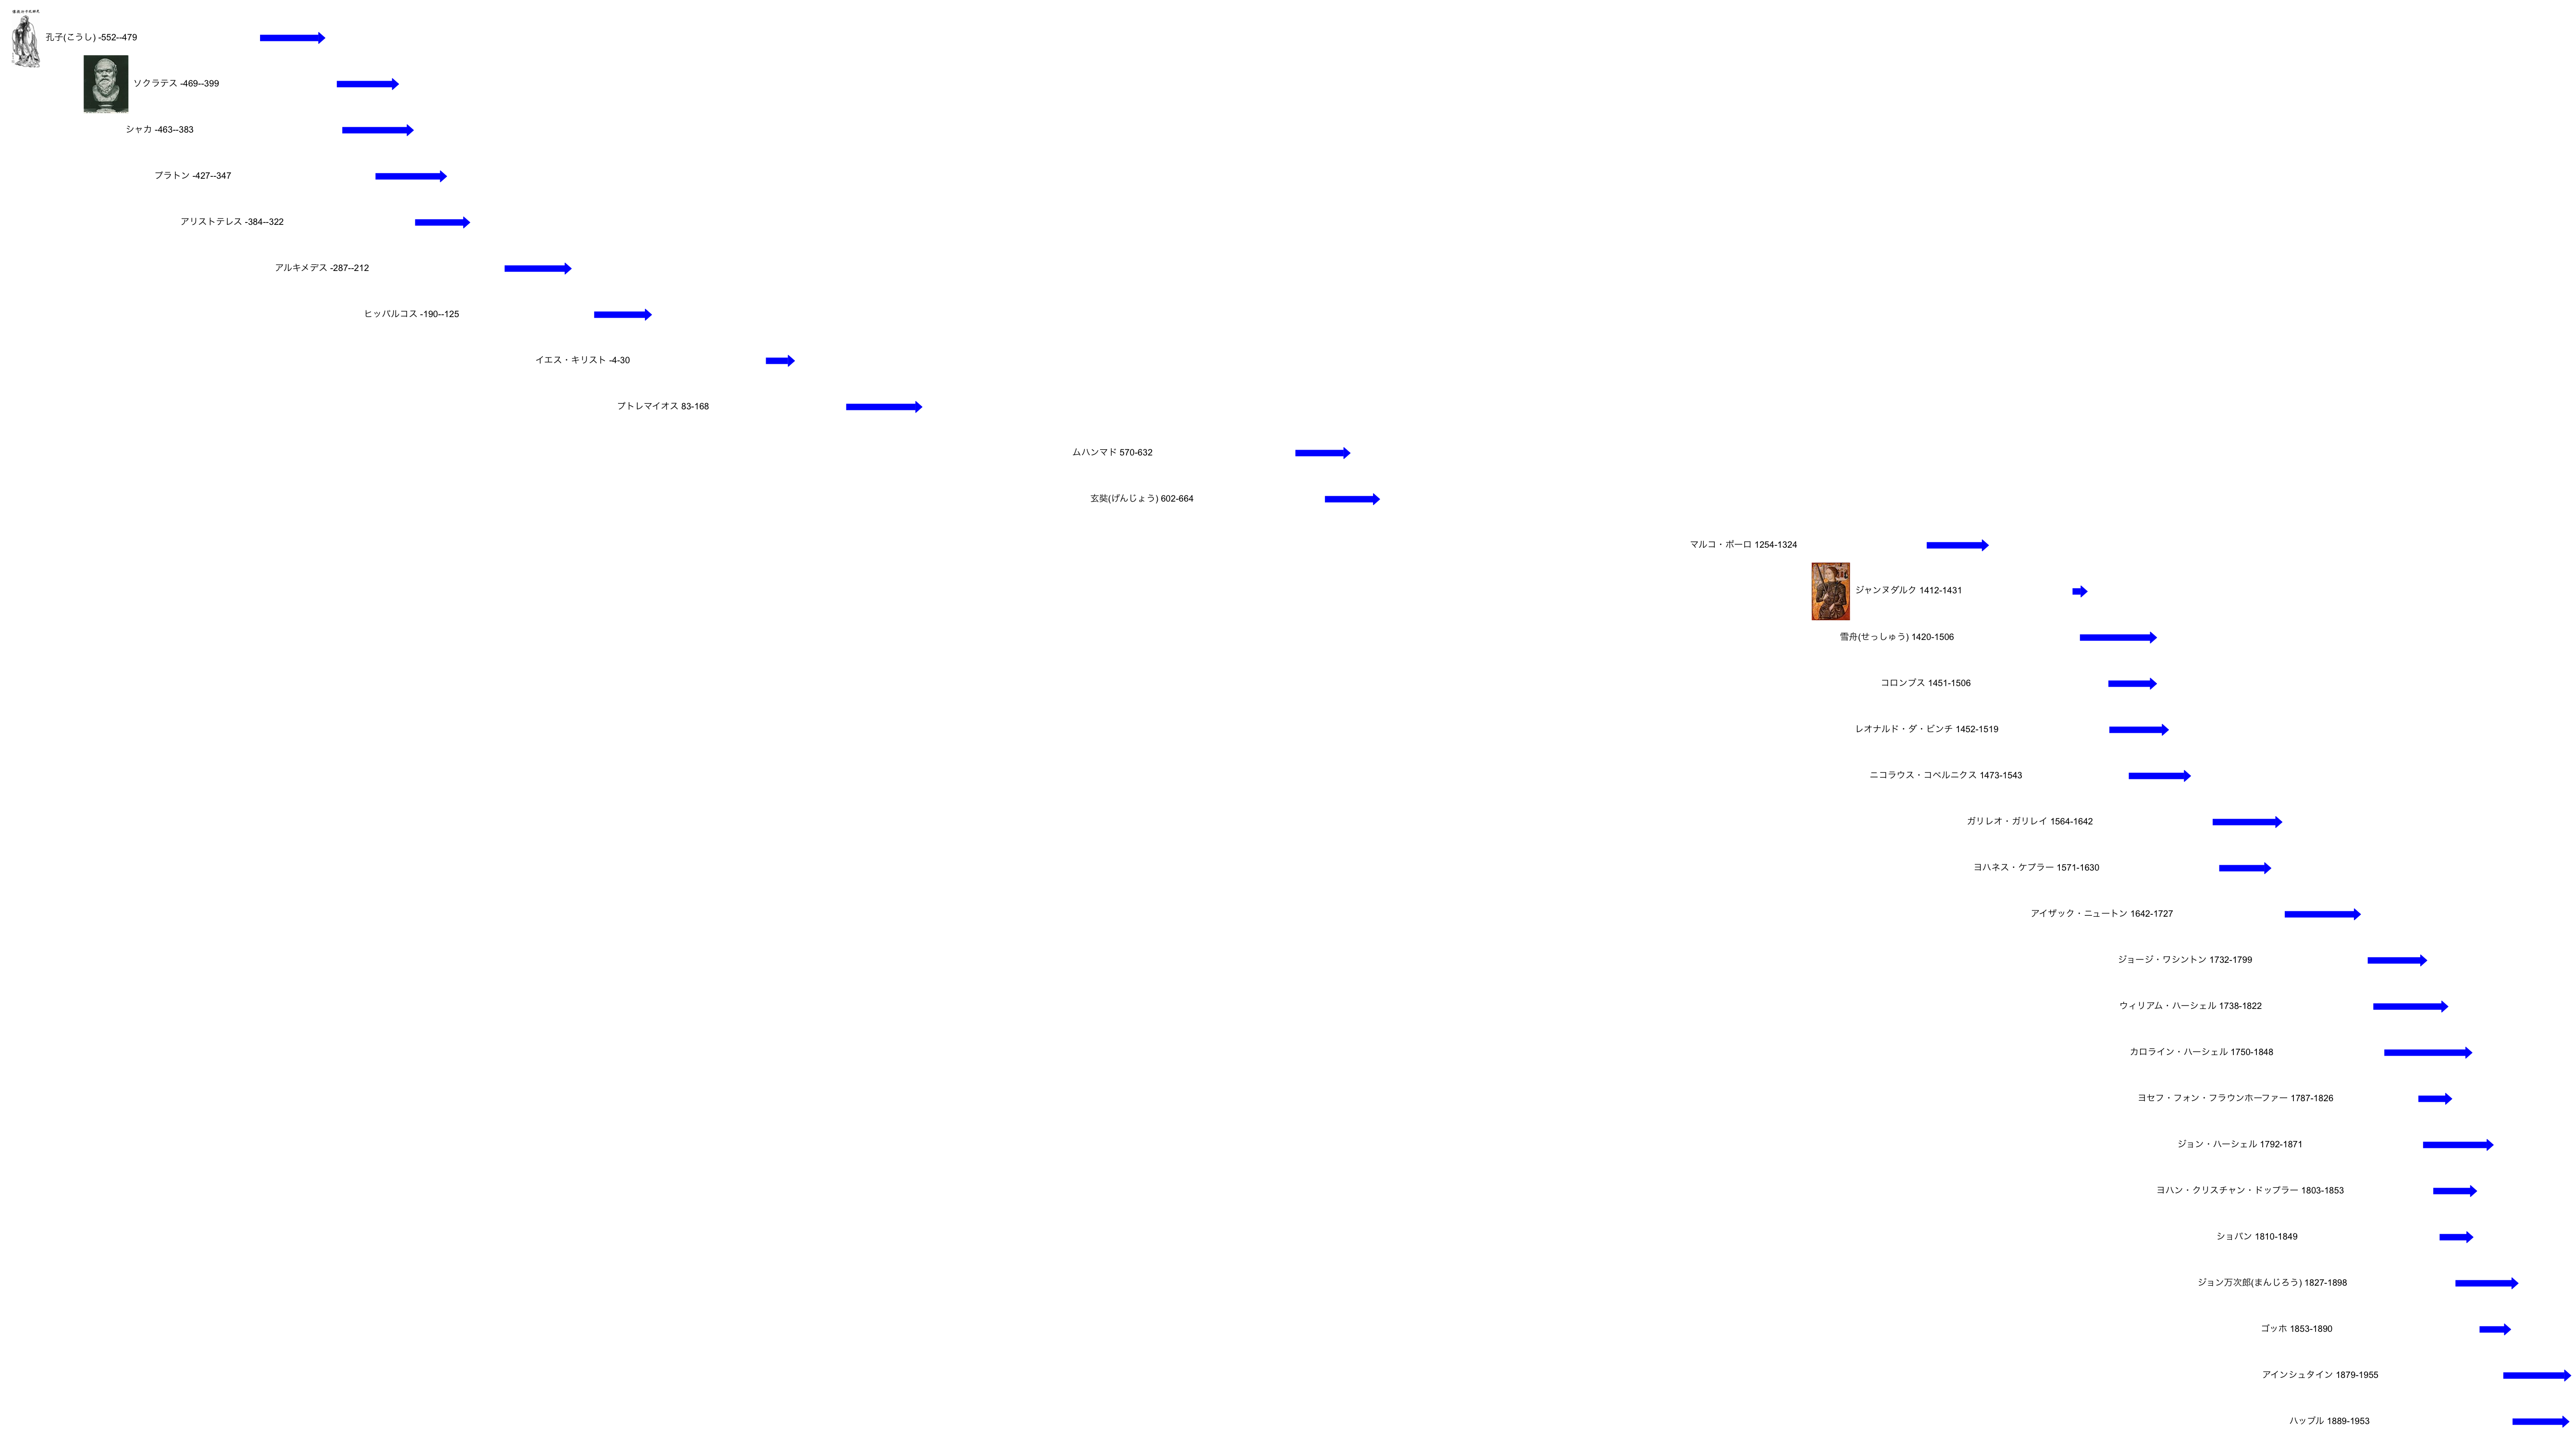 孔子(こうし) -552--479
ソクラテス -469--399
シャカ -463--383
プラトン -427--347
アリストテレス -384--322
アルキメデス -287--212
ヒッパルコス -190--125
イエス・キリスト -4-30
プトレマイオス 83-168
ムハンマド 570-632
玄奘(げんじょう) 602-664
マルコ・ポーロ 1254-1324
ジャンヌダルク 1412-1431
雪舟(せっしゅう) 1420-1506
コロンブス 1451-1506
レオナルド・ダ・ビンチ 1452-1519
ニコラウス・コペルニクス 1473-1543
ガリレオ・ガリレイ 1564-1642
ヨハネス・ケプラー 1571-1630
アイザック・ニュートン 1642-1727
ジョージ・ワシントン 1732-1799
ウィリアム・ハーシェル 1738-1822
カロライン・ハーシェル 1750-1848
ヨセフ・フォン・フラウンホーファー 1787-1826
ジョン・ハーシェル 1792-1871
ヨハン・クリスチャン・ドップラー 1803-1853
ショパン 1810-1849
ジョン万次郎(まんじろう) 1827-1898
ゴッホ 1853-1890
アインシュタイン 1879-1955
ハッブル 1889-1953